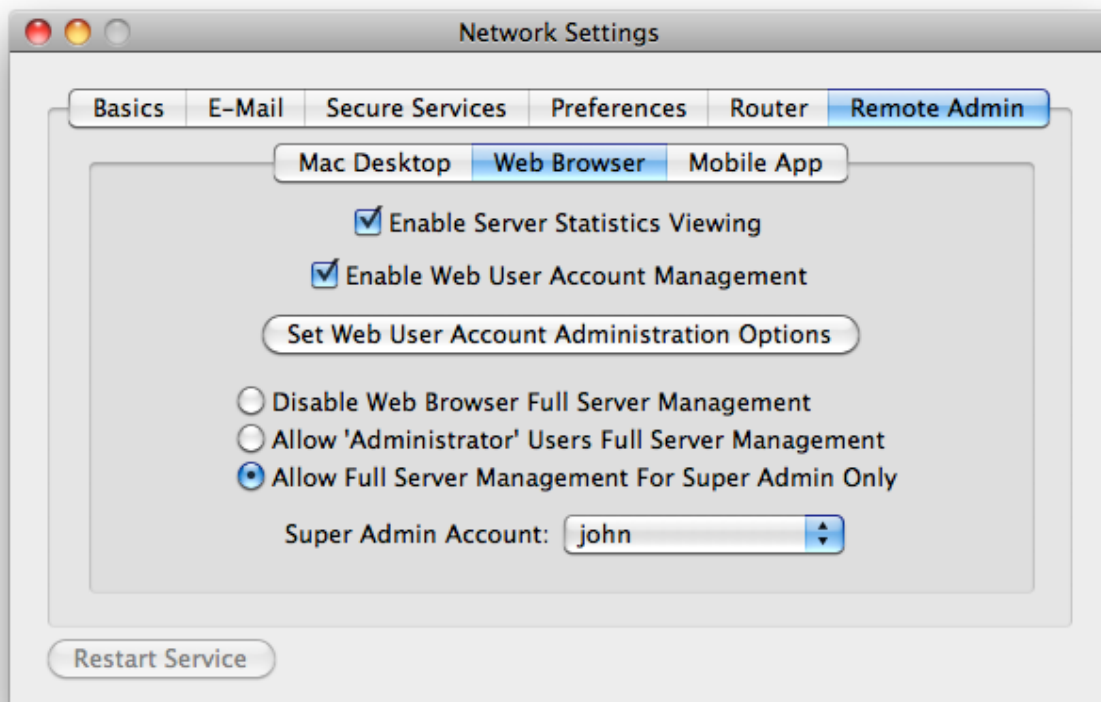 Network Settings
Basics E-Mail Secure Services Preferences Router Remote Admin
Mac Desktop Web Browser Mobile App
Enable Server Statistics Viewing
Enable Web User Account Management
Set Web User Account Administration Options
Disable Web Browser Full Server Management
Allow 'Administrator' Users Full Server Management
Allow Full Server Management For Super Admin Only
Super Admin Account: john
Restart Service